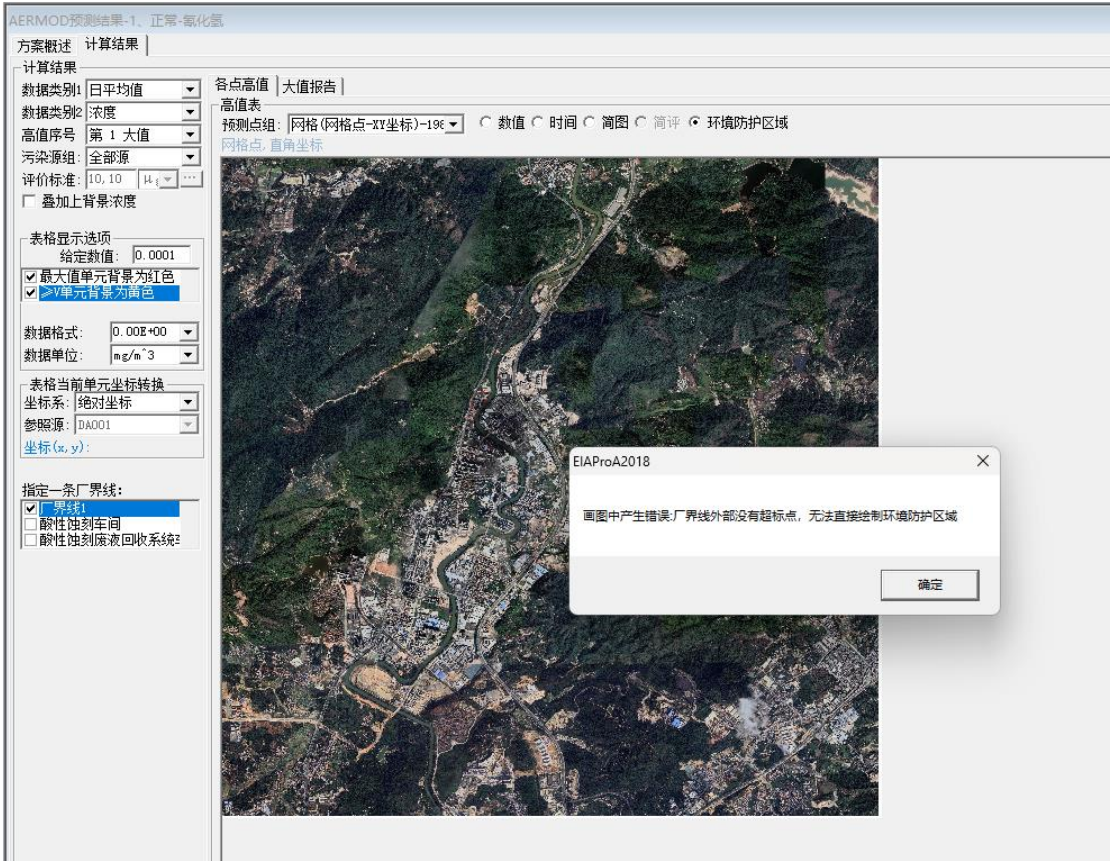 AERMOD预测结果-1、正常-氰化氢
方案概述 计算结果
计算结果
数据类别1 日平均值
数据类别2 浓度
高值序号 第 1 大值
污染源组: 全部源
评价标准: 10,10
叠加上背景浓度
表格显示选项
给定数值: 0.0001
最大值单元背景为红色
≥V单元背景为黄色
数据格式: 0.00E+00
数据单位: mg/m^3
表格当前单元坐标转换
坐标系: 绝对坐标
参照源: DA001
坐标(x,y):
指定一条厂界线:
厂界线1
酸性蚀刻车间
酸性蚀刻废液回收系统
各点高值 大值报告
高值表
预测点组: 网格(网格点-XY坐标)-198 数值 时间 简图 简评 环境防护区域
网格点,直角坐标
EIAProA2018
画图中产生错误:厂界线外部没有超标点，无法直接绘制环境防护区域
确定